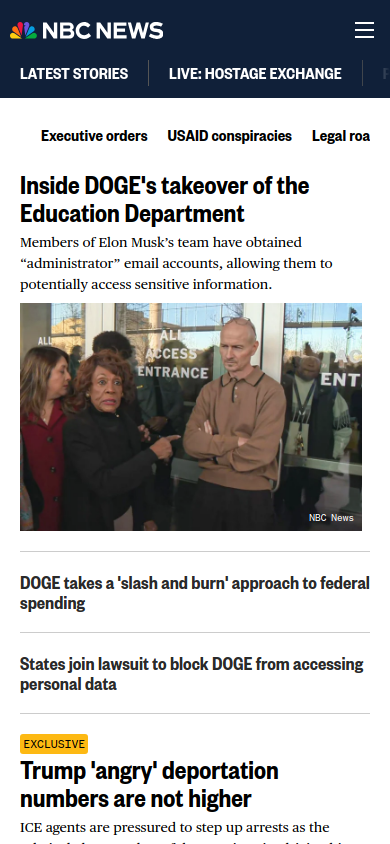 NBC NEWS
LATEST STORIES
LIVE: HOSTAGE EXCHANGE
Executive orders
USAID conspiracies
Legal roa
Inside DOGE's takeover of the
Education Department
Members of Elon Musk’s team have obtained
“administrator” email accounts, allowing them to
potentially access sensitive information.
ALL
ALL
ACCESS
ENTRANCE
AC
ENT
NBC News
DOGE takes a 'slash and burn' approach to federal
spending
States join lawsuit to block DOGE from accessing
personal data
EXCLUSIVE
Trump 'angry' deportation
numbers are not higher
ICE agents are pressured to step up arrests as the